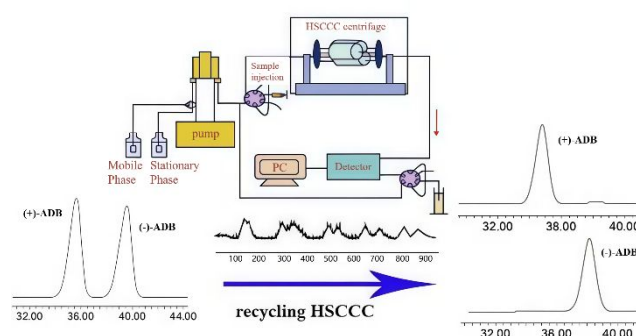 HSCCC centrifage
Sample
injection
pump
Mobile
Phase
Stationary
Phase
PC
Detector
(+)-ADB
(-)-ADB
32.00 36.00 40.00 44.00
100 200 300 400 500 600 700 800 900
recycling HSCCC
(+)-ADB
32.00 36.00 40.00
(-)-ADB
32.00 36.00 40.00